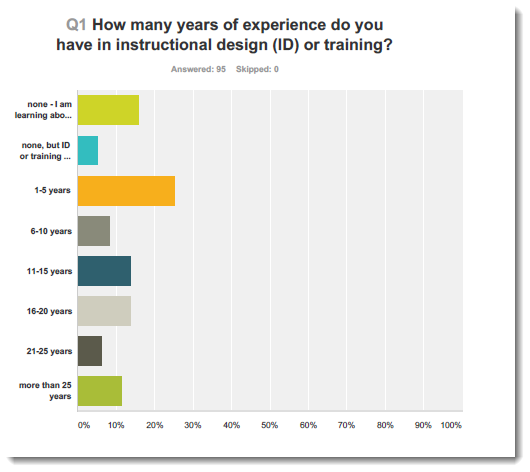 Q1 How many years of experience do you
have in instructional design (ID) or training?
Answered: 95 Skipped: 0
none - I am
learning abo...
none, but ID
or training ...
1-5 years
6-10 years
11-15 years
16-20 years
21-25 years
more than 25
years
0% 10% 20% 30% 40% 50% 60% 70% 80% 90% 100%